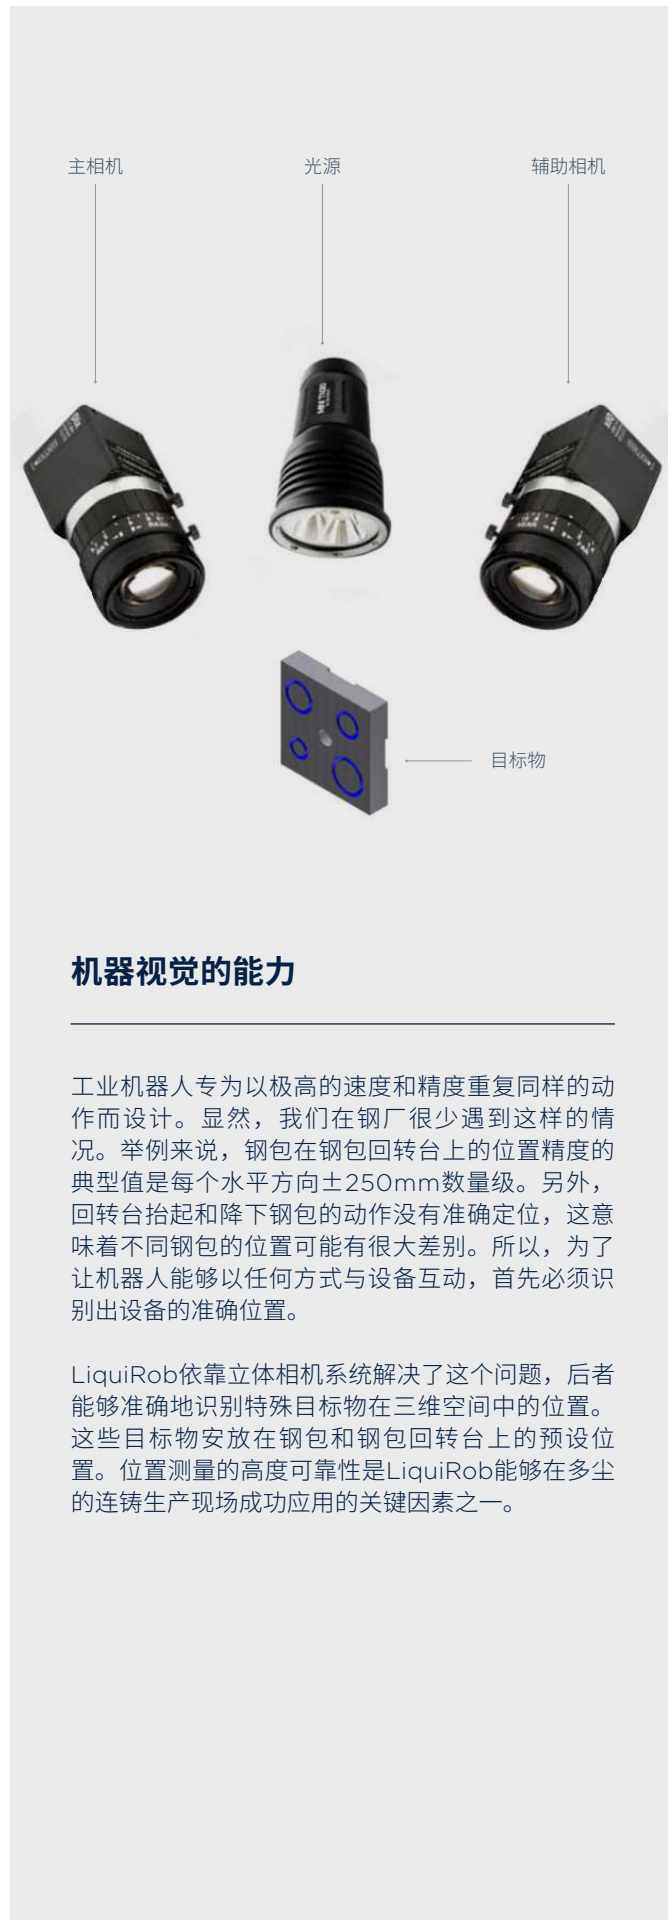 主相机
光源
辅助相机
目标物
机器视觉的能力
工业机器人专为以极高的速度和精度重复同样的动
作而设计。显然，我们在钢厂很少遇到这样的情
况。举例来说，钢包在钢包回转台上的位置精度的
典型值是每个水平方向±250mm数量级。另外，
回转台抬起和降下钢包的动作没有准确定位，这意
味着不同钢包的位置可能有很大差别。所以，为了
让机器人能够以任何方式与设备互动，首先必须识
别出设备的准确位置。
LiquiRob依靠立体相机系统解决了这个问题，后者
能够准确地识别特殊目标物在三维空间中的位置。
这些目标物安放在钢包和钢包回转台上的预设位
置。位置测量的高度可靠性是LiquiRob能够在多尘
的连铸生产现场成功应用的关键因素之一。